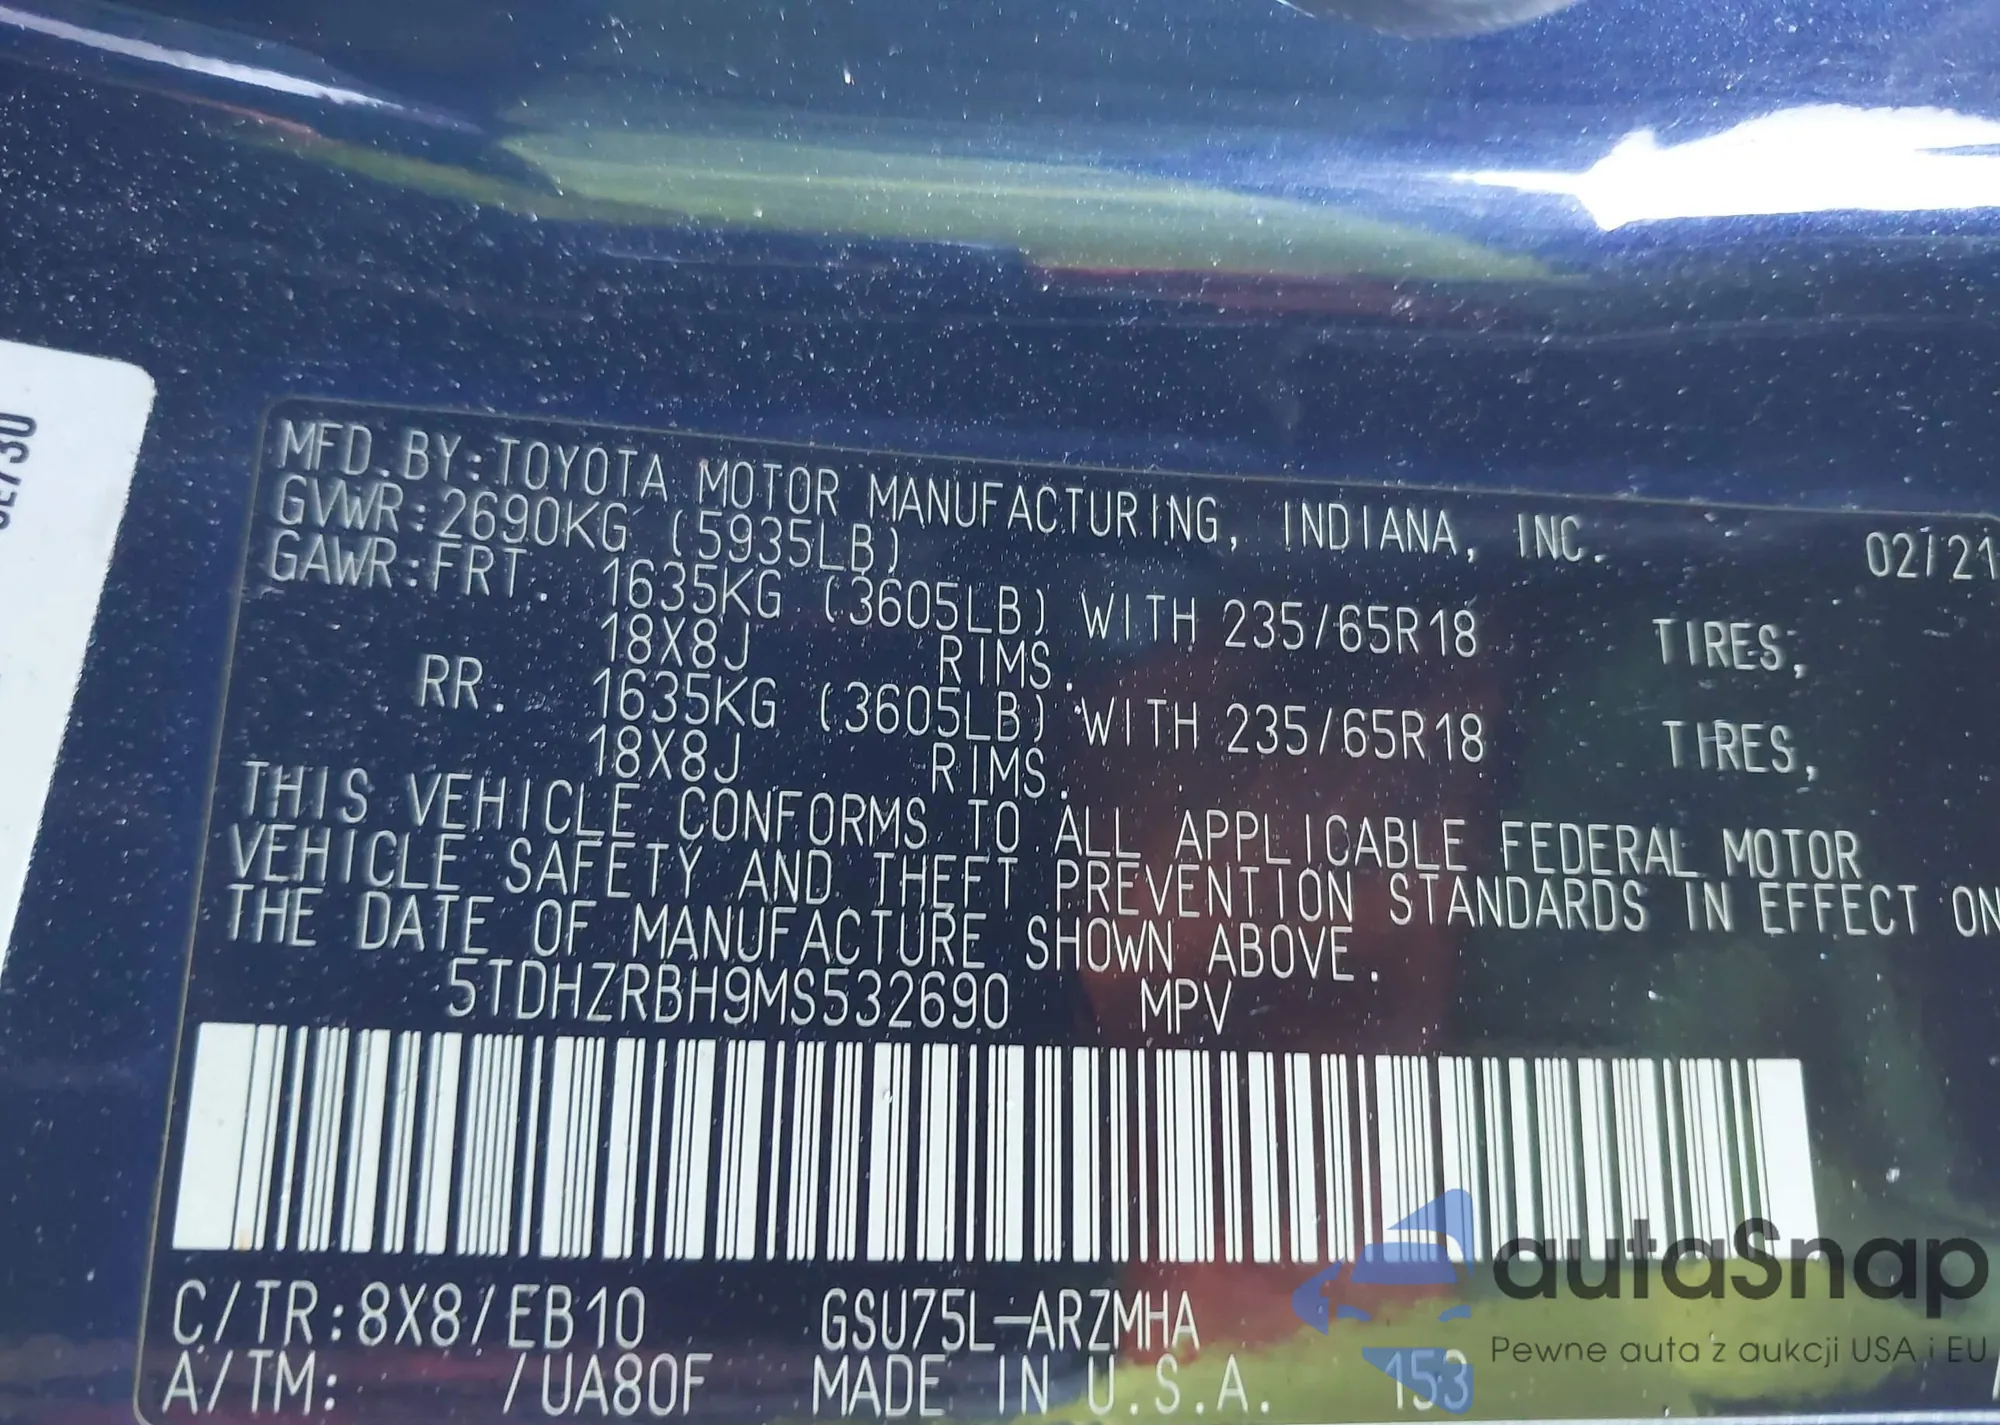 MFD.BY:TOYOTA MOTOR MANUFACTURING, INDIANA, INC. 02/21
GVWR:2690KG (5935LB)
GAWR:FRT. 1635KG (3605LB) WITH 235/65R18 TIRES,
18X8J RIMS.
RR. 1635KG (3605LB) WITH 235/65R18 TIRES,
18X8J RIMS.
THIS VEHICLE CONFORMS TO ALL APPLICABLE FEDERAL MOTOR
VEHICLE SAFETY AND THEFT PREVENTION STANDARDS IN EFFECT ON
THE DATE OF MANUFACTURE SHOWN ABOVE.
5TDHZRBH9MS532690 MPV
C/TR:8X8/EB10 GSU75L-ARZMHA
A/TM: /UA80F MADE IN U.S.A. 153
autaSnap
Pewne auta z aukcji USA i EU